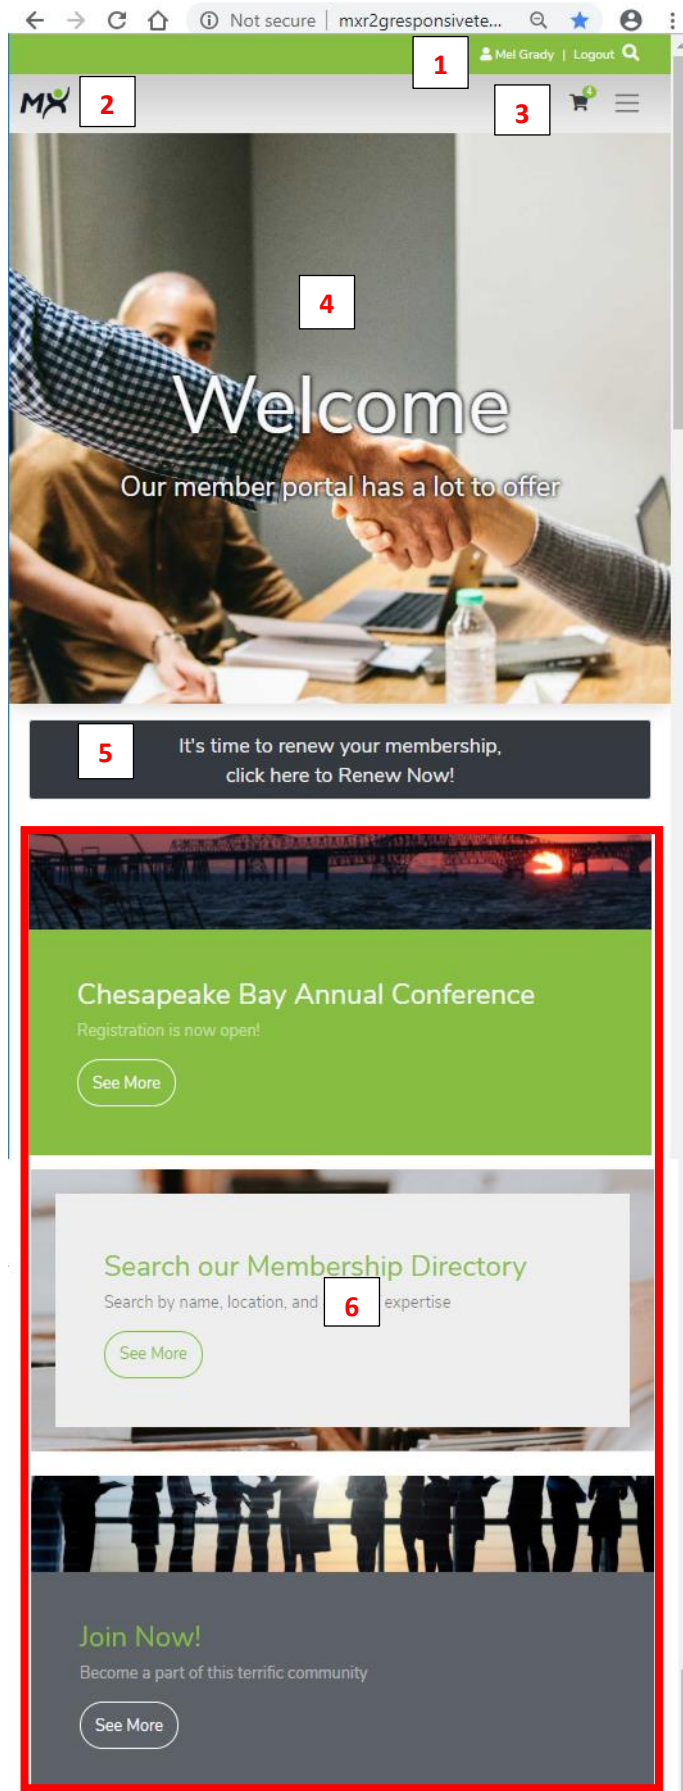 Not secure | mxr2gresponsivete...
1
Mel Grady | Logout
MX
2
3
4
4
Welcome
Our member portal has a lot to offer
5
It's time to renew your membership,
click here to Renew Now!
Chesapeake Bay Annual Conference
Registration is now open!
See More
Search our Membership Directory
Search by name, location, and
6
expertise
See More
Join Now!
Become a part of this terrific community
See More